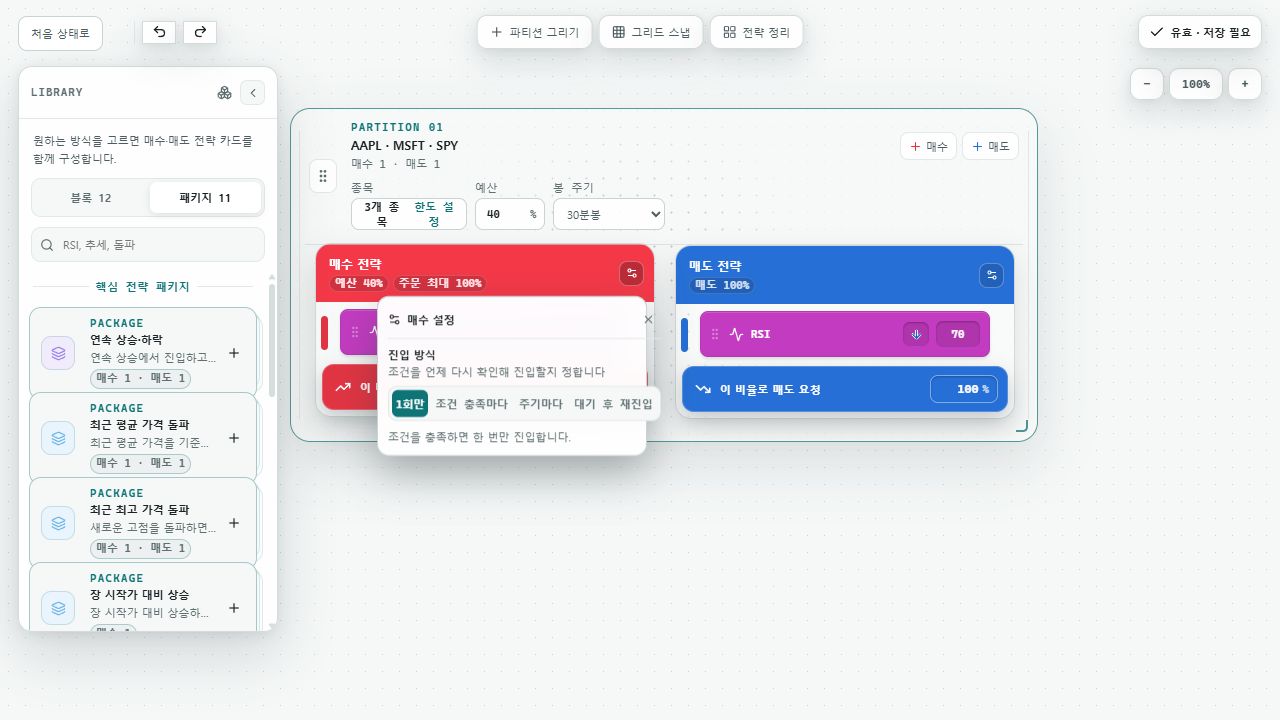 처음 상태로
파티션 그리기
그리드 스냅
전략 정리
유효 · 저장 필요
− 100% +
LIBRARY
원하는 방식을 고르면 매수·매도 전략 카드를
함께 구성합니다.
블록 12
패키지 11
RSI, 추세, 돌파
핵심 전략 패키지
PACKAGE
연속 상승·하락
연속 상승에서 진입하고...
매수 1 · 매도 1
PACKAGE
최근 평균 가격 돌파
최근 평균 가격을 기준...
매수 1 · 매도 1
PACKAGE
최근 최고 가격 돌파
새로운 고점을 돌파하면...
매수 1 · 매도 1
PACKAGE
장 시작가 대비 상승
장 시작가 대비 상승하...
PARTITION 01
AAPL · MSFT · SPY
매수 1 · 매도 1
매수
매도
종목
예산
봉 주기
3개 종목
한도 설정
40 %
30분봉
매수 전략
예산 40% 주문 최대 100%
매수 설정
진입 방식
조건을 언제 다시 확인해 진입할지 정합니다
1회만 조건 충족마다 주기마다 대기 후 재진입
조건을 충족하면 한 번만 진입합니다.
매도 전략
매도 100%
RSI
70
이 비율로 매도 요청
100 %